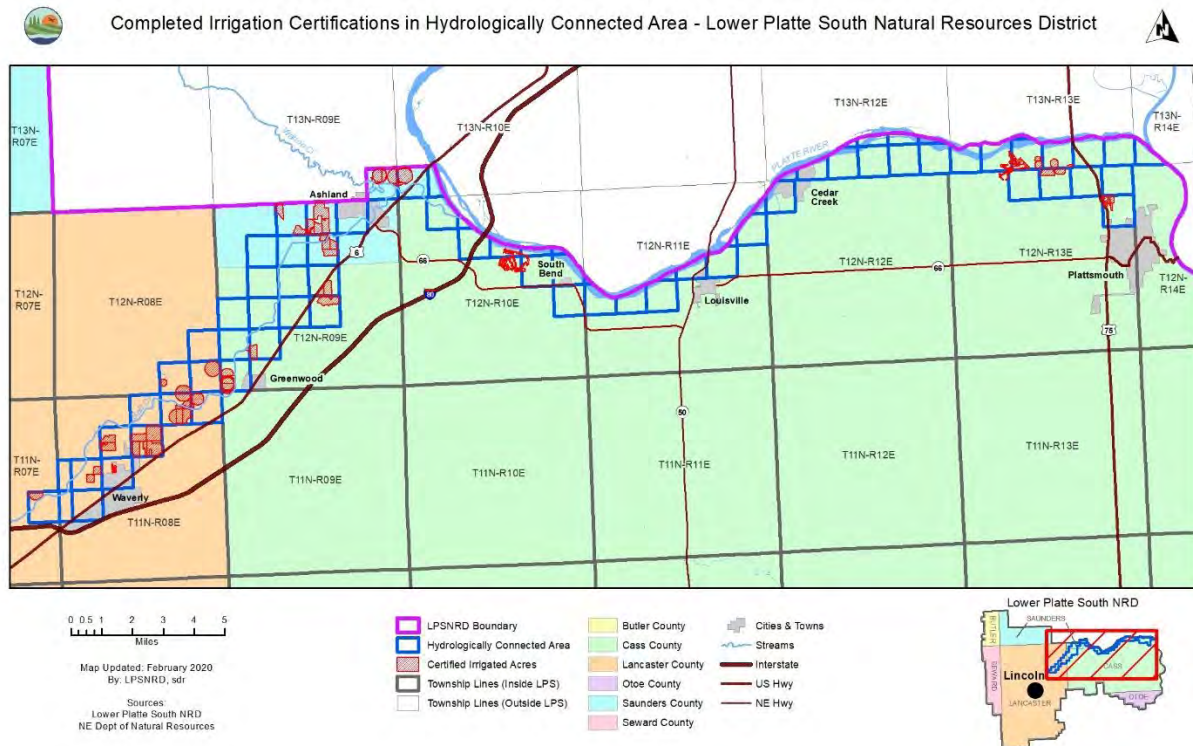 Completed Irrigation Certifications in Hydrologically Connected Area - Lower Platte South Natural Resources District
N
T13N-R09E
T13N-R10E
T13N-R12E
T13N-R13E
T13N-
R14E
T13N-
R07E
Wahoo Cr
PLATTE RIVER
Ashland
Cedar
Creek
6
66
T12N-R11E
South
Bend
T12N-R12E
66
T12N-R13E
Plattsmouth
T12N-
R07E
T12N-R08E
80
T12N-R10E
Louisville
T12N-
R14E
T12N-R09E
75
Greenwood
50
T11N-
R07E
T11N-R09E
T11N-R10E
T11N-R11E
T11N-R12E
T11N-R13E
Waverly
T11N-R08E
0 0.5 1 2 3 4 5
Miles
Map Updated: February 2020
By: LPSNRD, sdr
Sources:
Lower Platte South NRD
NE Dept of Natural Resources
LPSNRD Boundary
Hydrologically Connected Area
Certified Irrigated Acres
Township Lines (Inside LPS)
Township Lines (Outside LPS)
Butler County
Cass County
Lancaster County
Otoe County
Saunders County
Seward County
Cities & Towns
Streams
Interstate
US Hwy
NE Hwy
Lower Platte South NRD
SAUNDERS
BUTLER
SEWARD
CASS
Lincoln
LANCASTER
OTOE